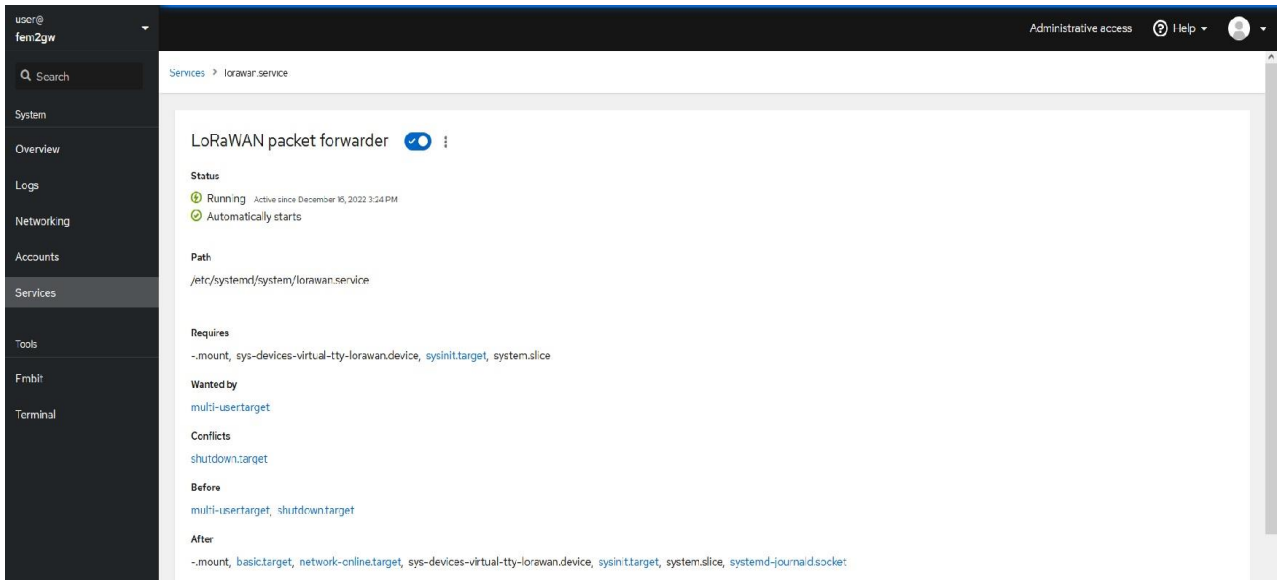 user@
fem2gw
Administrative access
Help
Search
Services > lorawan.service
System
Overview
Logs
Networking
Accounts
Services
Tools
Embit
Terminal
LoRaWAN packet forwarder
Status
Running Active since December 16, 2022 3:24 PM
Automatically starts
Path
/etc/systemd/system/lorawan.service
Requires
-.mount, sys-devices-virtual-tty-lorawan.device, sysinit.target, system.slice
Wanted by
multi-user.target
Conflicts
shutdown.target
Before
multi-user.target, shutdown.target
After
-.mount, basic.target, network-online.target, sys-devices-virtual-tty-lorawan.device, sysinit.target, system.slice, systemd-journald.socket